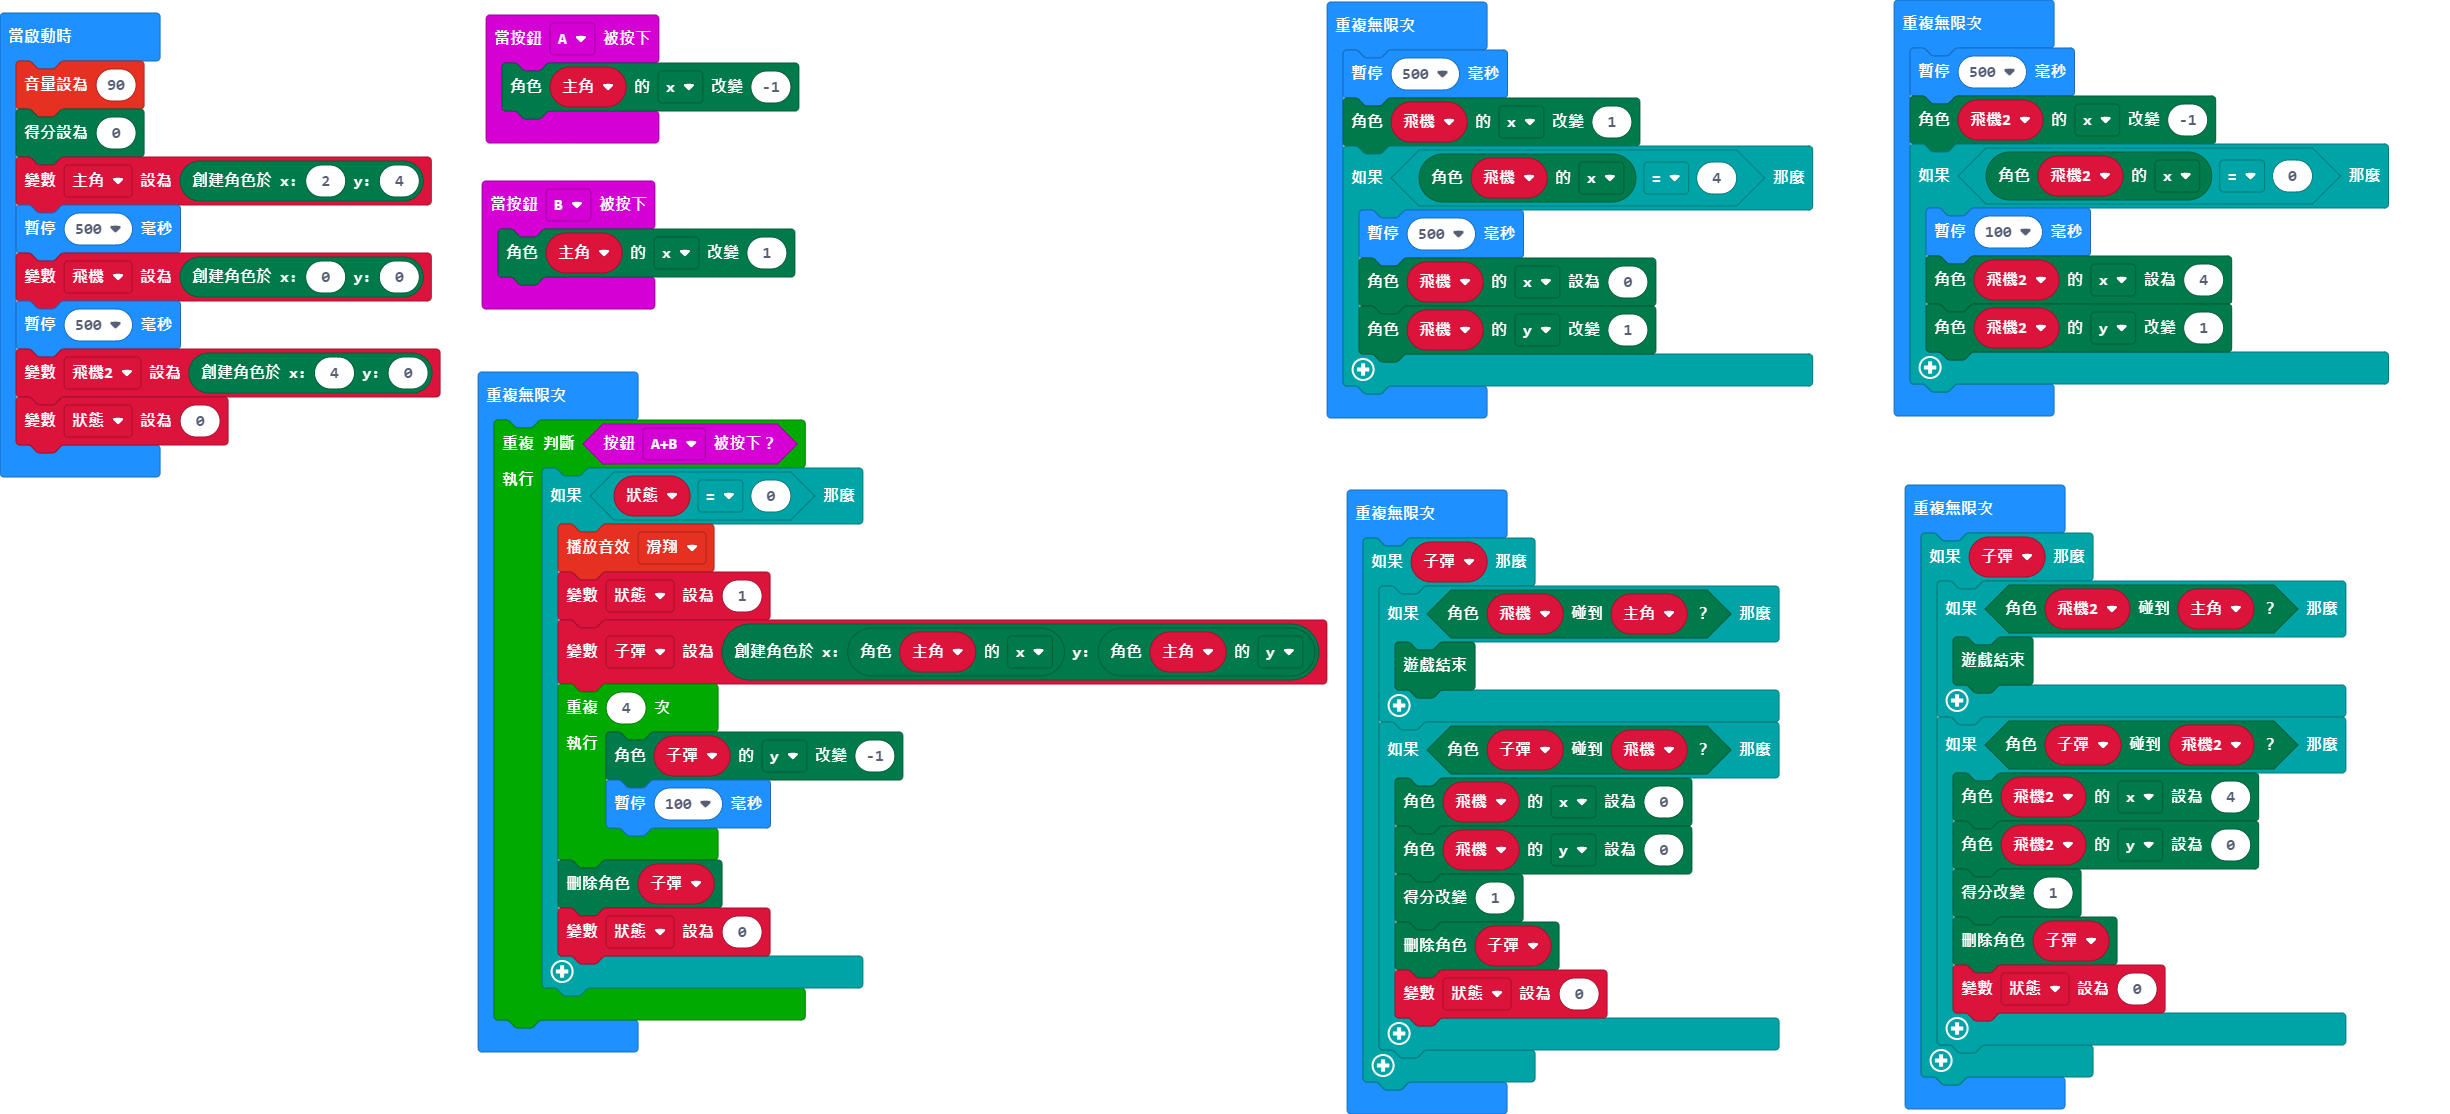 當啟動時
音量設為 90
得分設為 0
變數 主角 設為 創建角色於 x: 2 y: 4
暫停 500 毫秒
變數 飛機 設為 創建角色於 x: 0 y: 0
暫停 500 毫秒
變數 飛機2 設為 創建角色於 x: 4 y: 0
變數 狀態 設為 0
當按鈕 A 被按下
角色 主角 的 x 改變 -1
當按鈕 B 被按下
角色 主角 的 x 改變 1
重複無限次
重複 判斷 按鈕 A+B 被按下？
執行
如果 狀態 = 0 那麼
播放音效 滑翔
變數 狀態 設為 1
變數 子彈 設為 創建角色於 x: 角色 主角 的 x y: 角色 主角 的 y
重複 4 次
執行
角色 子彈 的 y 改變 -1
暫停 100 毫秒
刪除角色 子彈
變數 狀態 設為 0
重複無限次
暫停 500 毫秒
角色 飛機 的 x 改變 1
如果 角色 飛機 的 x = 4 那麼
暫停 500 毫秒
角色 飛機 的 x 設為 0
角色 飛機 的 y 改變 1
重複無限次
暫停 500 毫秒
角色 飛機2 的 x 改變 -1
如果 角色 飛機2 的 x = 0 那麼
暫停 100 毫秒
角色 飛機2 的 x 設為 4
角色 飛機2 的 y 改變 1
重複無限次
如果 子彈 那麼
如果 角色 飛機 碰到 主角 ? 那麼
遊戲結束
如果 角色 子彈 碰到 飛機 ? 那麼
角色 飛機 的 x 設為 0
角色 飛機 的 y 設為 0
得分改變 1
刪除角色 子彈
變數 狀態 設為 0
重複無限次
如果 子彈 那麼
如果 角色 飛機2 碰到 主角 ? 那麼
遊戲結束
如果 角色 子彈 碰到 飛機2 ? 那麼
角色 飛機2 的 x 設為 4
角色 飛機2 的 y 設為 0
得分改變 1
刪除角色 子彈
變數 狀態 設為 0